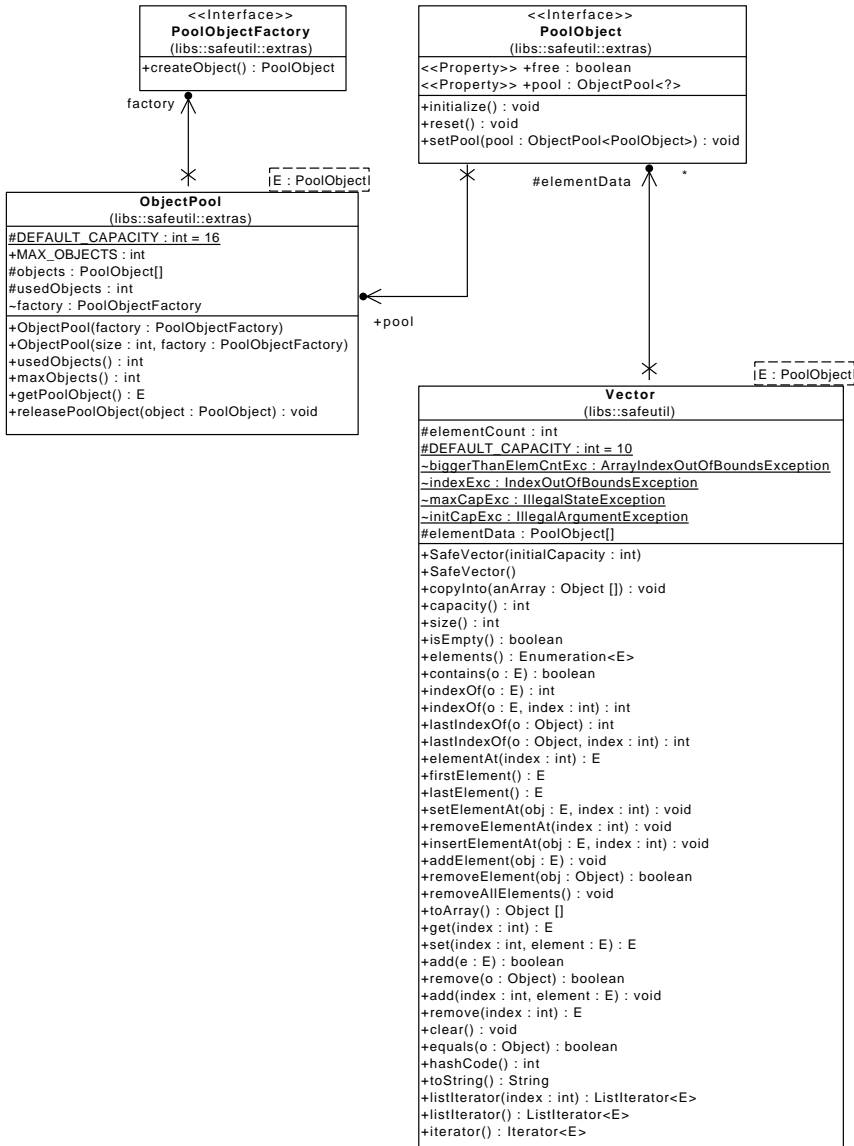 <<Interface>>
PoolObjectFactory
(libs::safeutil::extras)
+createObject() : PoolObject
factory
<<Interface>>
PoolObject
(libs::safeutil::extras)
<<Property>> +free : boolean
<<Property>> +pool : ObjectPool<?>
+initialize() : void
+reset() : void
+setPool(pool : ObjectPool<PoolObject>) : void
#elementData
*
E : PoolObject
ObjectPool
(libs::safeutil::extras)
#DEFAULT_CAPACITY : int = 16
+MAX_OBJECTS : int
#objects : PoolObject[]
#usedObjects : int
~factory : PoolObjectFactory
+ObjectPool(factory : PoolObjectFactory)
+ObjectPool(size : int, factory : PoolObjectFactory)
+usedObjects() : int
+maxObjects() : int
+getPoolObject() : E
+releasePoolObject(object : PoolObject) : void
+pool
E : PoolObject
Vector
(libs::safeutil)
#elementCount : int
#DEFAULT_CAPACITY : int = 10
~biggerThanElemCntExc : ArrayIndexOutOfBoundsException
~indexExc : IndexOutOfBoundsException
~maxCapExc : IllegalStateException
~initCapExc : IllegalArgumentException
#elementData : PoolObject[]
+SafeVector(initialCapacity : int)
+SafeVector()
+copyInto(anArray : Object []) : void
+capacity() : int
+size() : int
+isEmpty() : boolean
+elements() : Enumeration<E>
+contains(o : E) : boolean
+indexOf(o : E) : int
+indexOf(o : E, index : int) : int
+lastIndexOf(o : Object) : int
+lastIndexOf(o : Object, index : int) : int
+elementAt(index : int) : E
+firstElement() : E
+lastElement() : E
+setElementAt(obj : E, index : int) : void
+removeElementAt(index : int) : void
+insertElementAt(obj : E, index : int) : void
+addElement(obj : E) : void
+removeElement(obj : Object) : boolean
+removeAllElements() : void
+toArray() : Object []
+get(index : int) : E
+set(index : int, element : E) : E
+add(e : E) : boolean
+remove(o : Object) : boolean
+add(index : int, element : E) : void
+remove(index : int) : E
+clear() : void
+equals(o : Object) : boolean
+hashCode() : int
+toString() : String
+listIterator(index : int) : ListIterator<E>
+listIterator() : ListIterator<E>
+iterator() : Iterator<E>